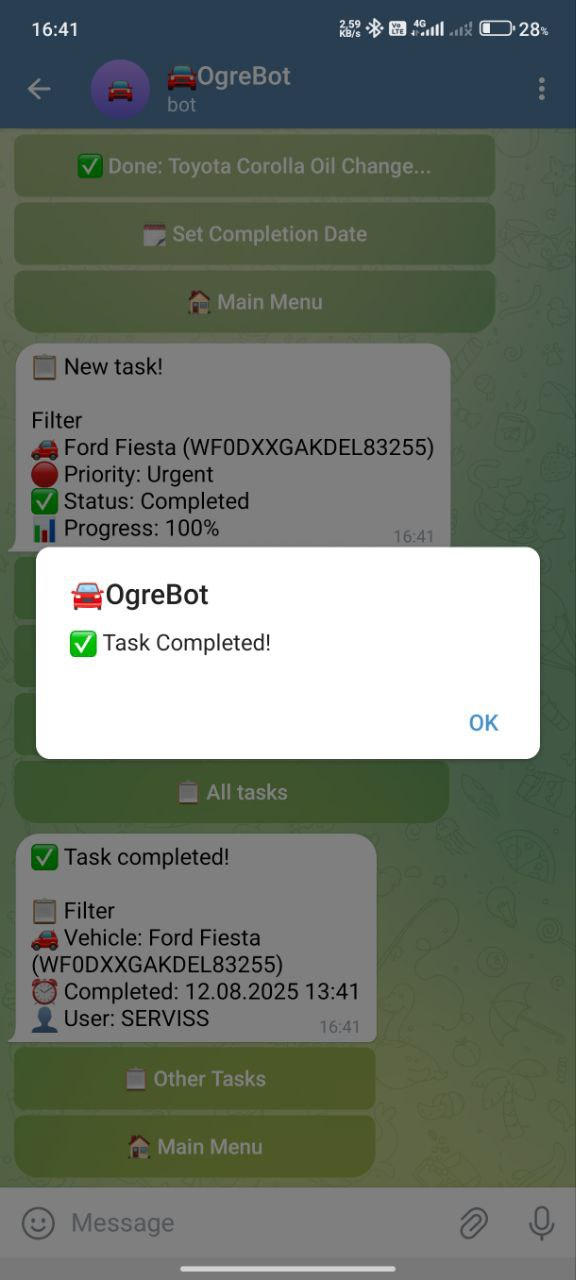 16:41
2,59 KB/s
Vo LTE
4G
28%
OgreBot
bot
Done: Toyota Corolla Oil Change...
Set Completion Date
Main Menu
New task!
Filter
Ford Fiesta (WF0DXXGAKDEL83255)
Priority: Urgent
Status: Completed
Progress: 100%
16:41
OgreBot
Task Completed!
OK
All tasks
Task completed!
Filter
Vehicle: Ford Fiesta
(WF0DXXGAKDEL83255)
Completed: 12.08.2025 13:41
User: SERVISS
16:41
Other Tasks
Main Menu
Message